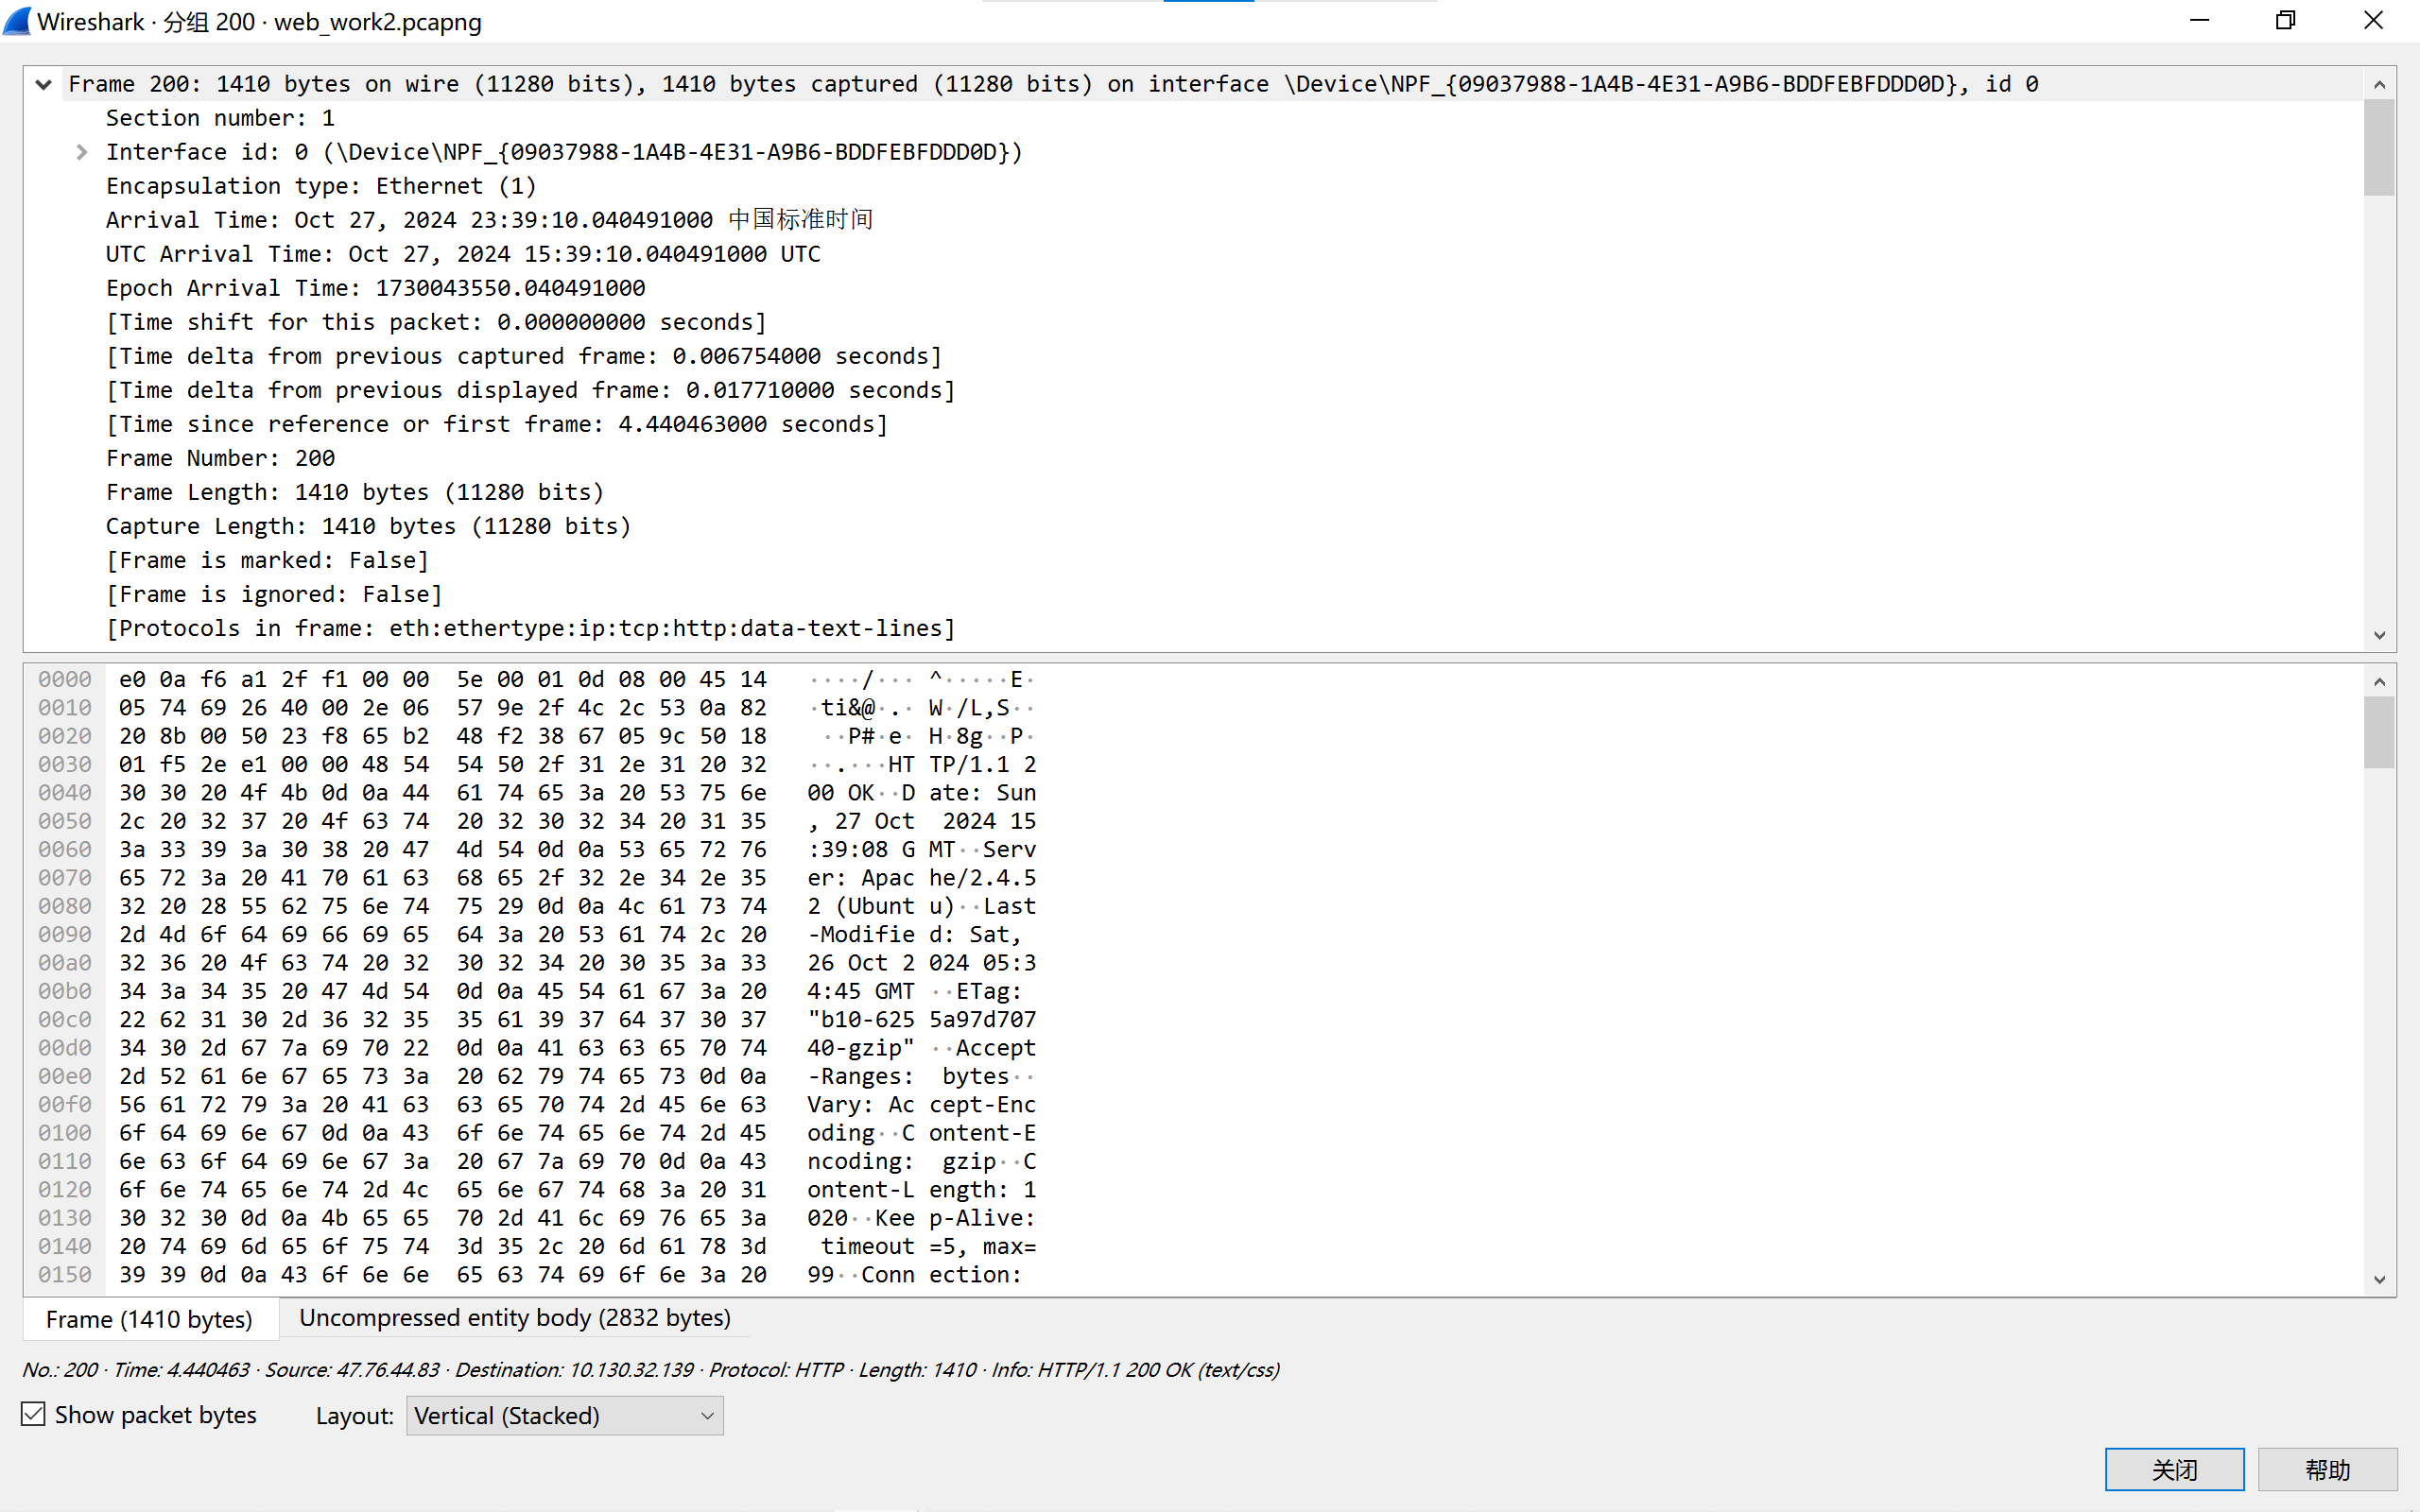 Wireshark · 分组 200 · web_work2.pcapng
Frame 200: 1410 bytes on wire (11280 bits), 1410 bytes captured (11280 bits) on interface \Device\NPF_{09037988-1A4B-4E31-A9B6-BDDFEBFDDD0D}, id 0
Section number: 1
Interface id: 0 (\Device\NPF_{09037988-1A4B-4E31-A9B6-BDDFEBFDDD0D})
Encapsulation type: Ethernet (1)
Arrival Time: Oct 27, 2024 23:39:10.040491000 中国标准时间
UTC Arrival Time: Oct 27, 2024 15:39:10.040491000 UTC
Epoch Arrival Time: 1730043550.040491000
[Time shift for this packet: 0.000000000 seconds]
[Time delta from previous captured frame: 0.006754000 seconds]
[Time delta from previous displayed frame: 0.017710000 seconds]
[Time since reference or first frame: 4.440463000 seconds]
Frame Number: 200
Frame Length: 1410 bytes (11280 bits)
Capture Length: 1410 bytes (11280 bits)
[Frame is marked: False]
[Frame is ignored: False]
[Protocols in frame: eth:ethertype:ip:tcp:http:data-text-lines]
0000 e0 0a f6 a1 2f f1 00 00 5e 00 01 0d 08 00 45 14 ····/··· ^·····E·
0010 05 74 69 26 40 00 2e 06 57 9e 2f 4c 2c 53 0a 82 ·ti&@·.· W·/L,S··
0020 20 8b 00 50 23 f8 65 b2 48 f2 38 67 05 9c 50 18 ··P#·e· H·8g··P·
0030 01 f5 2e e1 00 00 48 54 54 50 2f 31 2e 31 20 32 ··.···HT TP/1.1 2
0040 30 30 20 4f 4b 0d 0a 44 61 74 65 3a 20 53 75 6e 00 OK··D ate: Sun
0050 2c 20 32 37 20 4f 63 74 20 32 30 32 34 20 31 35 , 27 Oct 2024 15
0060 3a 33 39 3a 30 38 20 47 4d 54 0d 0a 53 65 72 76 :39:08 G MT··Serv
0070 65 72 3a 20 41 70 61 63 68 65 2f 32 2e 34 2e 35 er: Apac he/2.4.5
0080 32 20 28 55 62 75 6e 74 75 29 0d 0a 4c 61 73 74 2 (Ubunt u)··Last
0090 2d 4d 6f 64 69 66 69 65 64 3a 20 53 61 74 2c 20 -Modifie d: Sat,
00a0 32 36 20 4f 63 74 20 32 30 32 34 20 30 35 3a 33 26 Oct 2 024 05:3
00b0 34 3a 34 35 20 47 4d 54 0d 0a 45 54 61 67 3a 20 4:45 GMT ··ETag:
00c0 22 62 31 30 2d 36 32 35 35 61 39 37 64 37 30 37 "b10-625 5a97d707
00d0 34 30 2d 67 7a 69 70 22 0d 0a 41 63 63 65 70 74 40-gzip" ··Accept
00e0 2d 52 61 6e 67 65 73 3a 20 62 79 74 65 73 0d 0a -Ranges: bytes··
00f0 56 61 72 79 3a 20 41 63 63 65 70 74 2d 45 6e 63 Vary: Ac cept-Enc
0100 6f 64 69 6e 67 0d 0a 43 6f 6e 74 65 6e 74 2d 45 oding··C ontent-E
0110 6e 63 6f 64 69 6e 67 3a 20 67 7a 69 70 0d 0a 43 ncoding: gzip··C
0120 6f 6e 74 65 6e 74 2d 4c 65 6e 67 74 68 3a 20 31 ontent-L ength: 1
0130 30 32 30 0d 0a 4b 65 65 70 2d 41 6c 69 76 65 3a 020··Kee p-Alive:
0140 20 74 69 6d 65 6f 75 74 3d 35 2c 20 6d 61 78 3d timeout =5, max=
0150 39 39 0d 0a 43 6f 6e 6e 65 63 74 69 6f 6e 3a 20 99··Conn ection:
Frame (1410 bytes) Uncompressed entity body (2832 bytes)
No.: 200 · Time: 4.440463 · Source: 47.76.44.83 · Destination: 10.130.32.139 · Protocol: HTTP · Length: 1410 · Info: HTTP/1.1 200 OK (text/css)
Show packet bytes Layout: Vertical (Stacked)
关闭 帮助